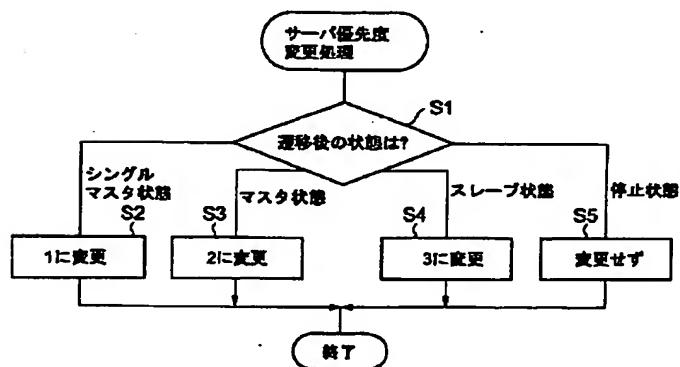 サーバ優先度
変更処理
S1
遷移後の状態は?
シングル
マスタ状態
マスタ状態
スレーブ状態
停止状態
S2
S3
S4
S5
1に変更
2に変更
3に変更
変更せず
終了